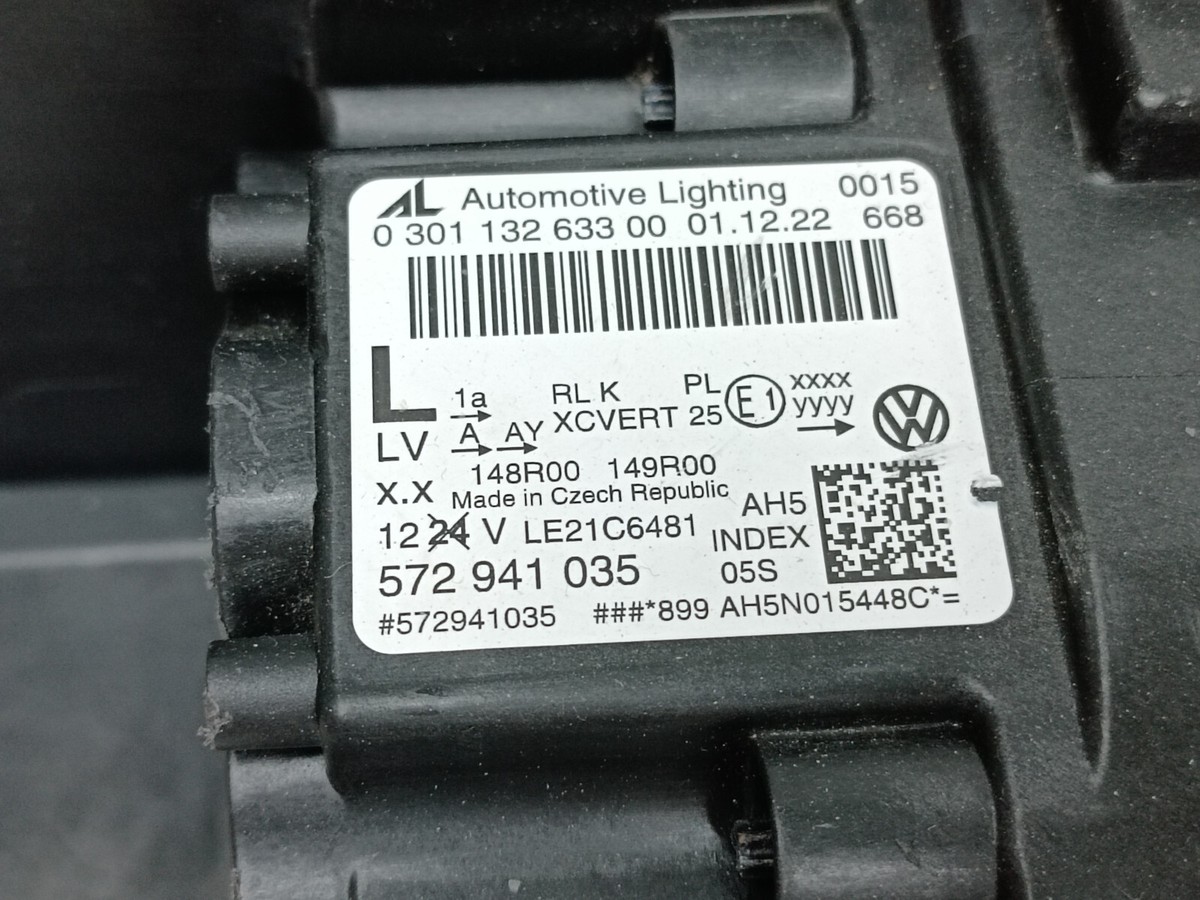 AL Automotive Lighting 0015
0 301 132 633 00 01.12.22 668
L 1a RL K PL E1 xxxx
LV A AY XCVERT 25 yyyy
148R00 149R00
X.X Made in Czech Republic AH5
12 24 V LE21C6481 INDEX
572 941 035 05S
#572941035 ###*899 AH5N015448C*=